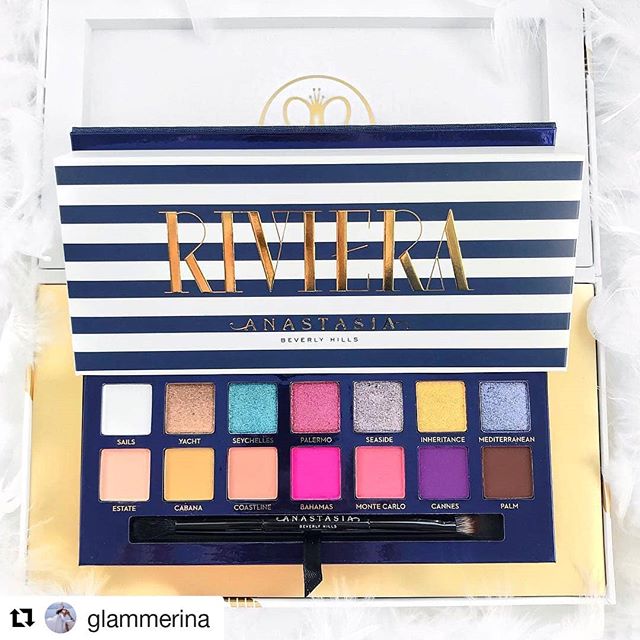 RIVIERA
ANASTASIA
BEVERLY HILLS
SAILS YACHT SEYCHELLES PALERMO SEASIDE INHERITANCE MEDITERRANEAN
ESTATE CABANA COASTLINE BAHAMAS MONTE CARLO CANNES PALM
ANASTASIA
BEVERLY HILLS
glammerina